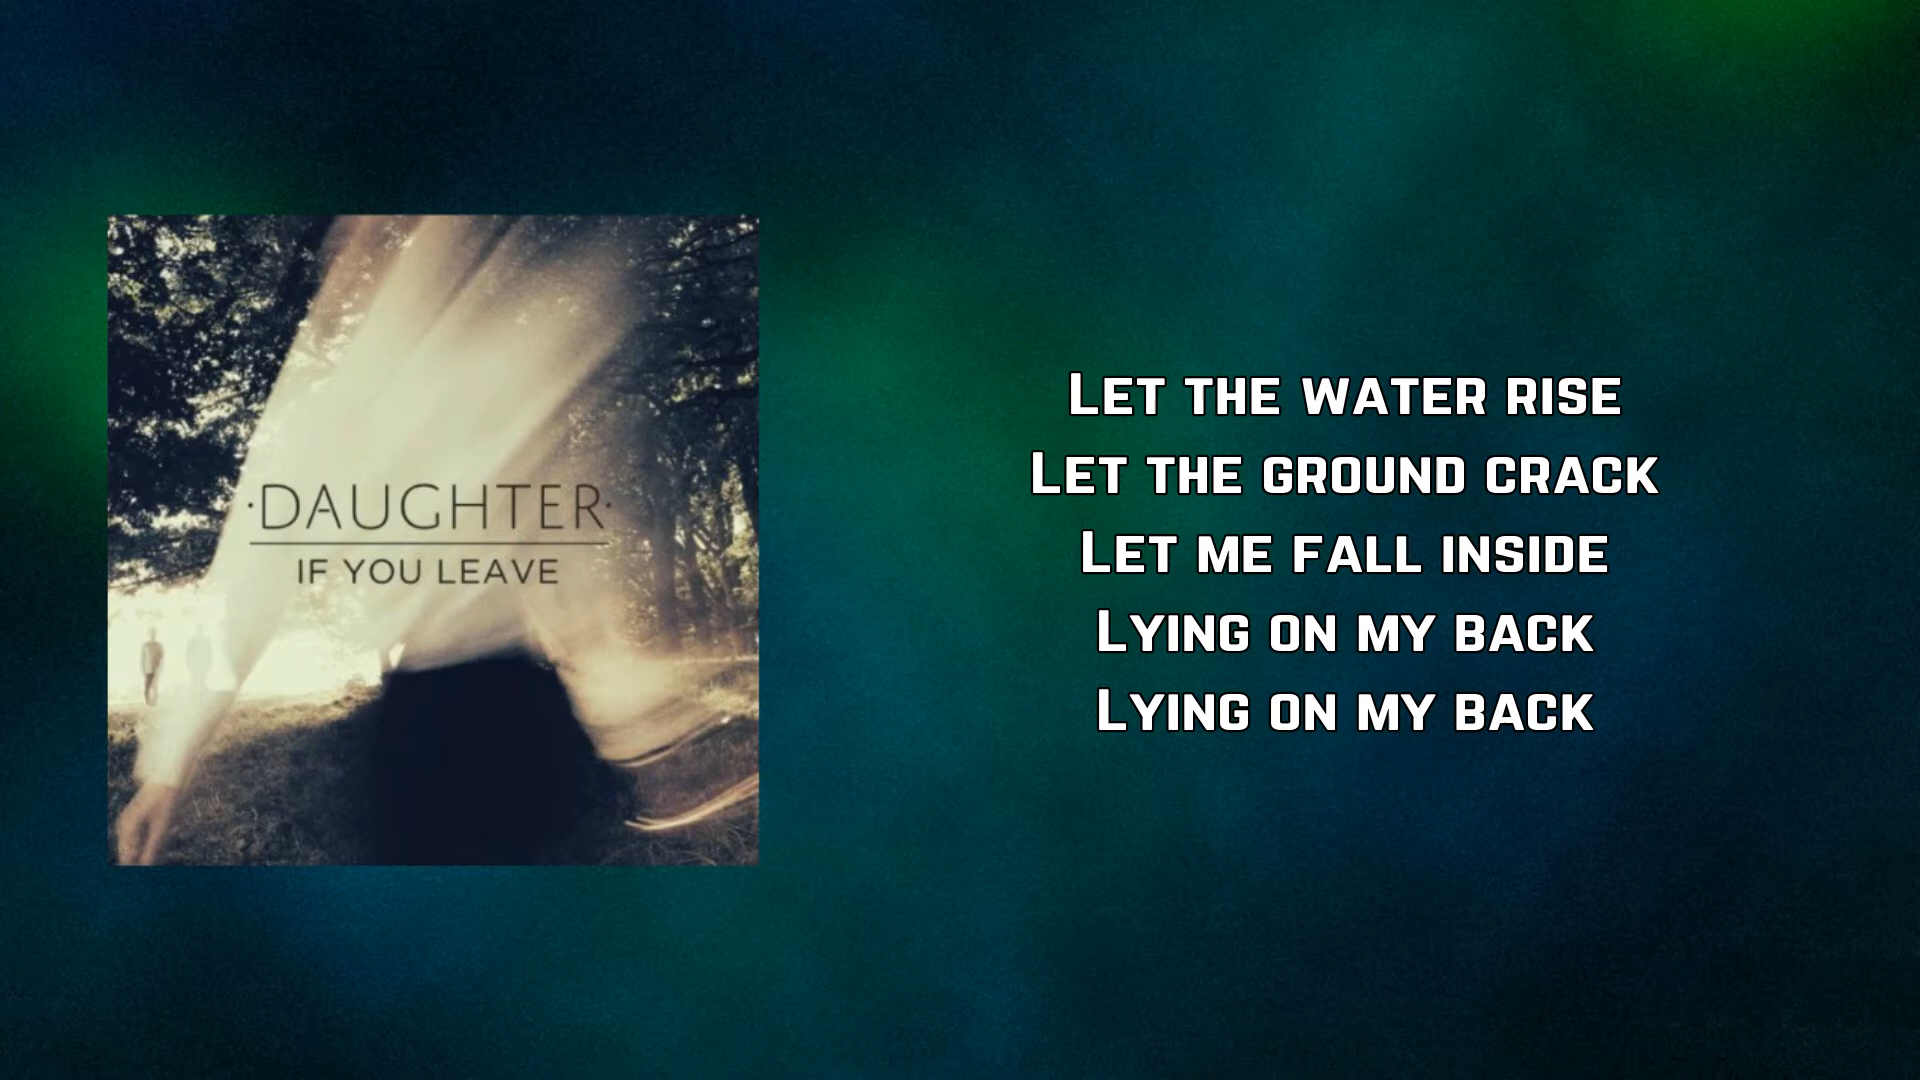 ·DAUGHTER·
IF YOU LEAVE
Let the water rise
Let the ground crack
Let me fall inside
Lying on my back
Lying on my back